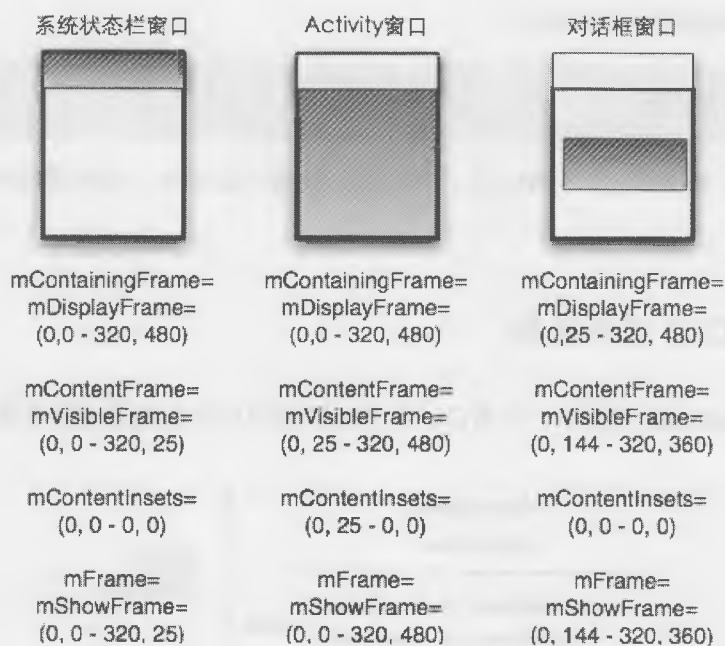 系统状态栏窗口
Activity窗口
对话框窗口
mContainingFrame=
mDisplayFrame=
(0,0 - 320, 480)
mContentFrame=
mVisibleFrame=
(0, 0 - 320, 25)
mContentInsets=
(0, 0 - 0, 0)
mFrame=
mShowFrame=
(0, 0 - 320, 25)
mContainingFrame=
mDisplayFrame=
(0,0 - 320, 480)
mContentFrame=
mVisibleFrame=
(0, 25 - 320, 480)
mContentInsets=
(0, 25 - 0, 0)
mFrame=
mShowFrame=
(0, 0 - 320, 480)
mContainingFrame=
mDisplayFrame=
(0,25 - 320, 480)
mContentFrame=
mVisibleFrame=
(0, 144 - 320, 360)
mContentInsets=
(0, 0 - 0, 0)
mFrame=
mShowFrame=
(0, 144 - 320, 360)